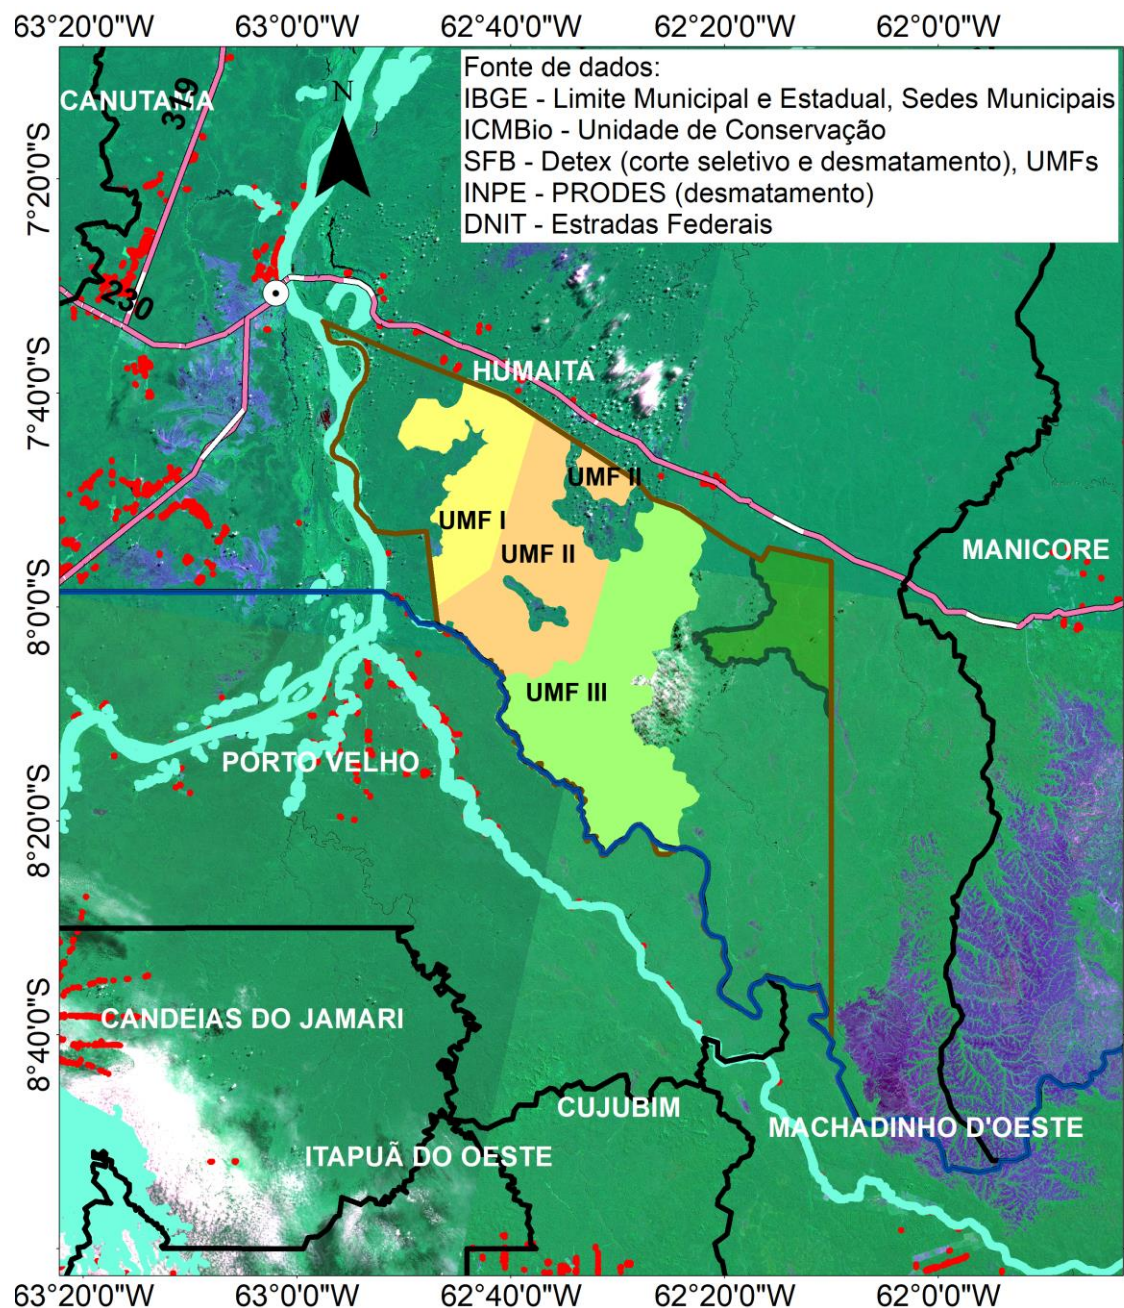 63°20'0"W 63°0'0"W 62°40'0"W 62°20'0"W 62°0'0"W
Fonte de dados:
IBGE - Limite Municipal e Estadual, Sedes Municipais
ICMBio - Unidade de Conservação
SFB - Detex (corte seletivo e desmatamento), UMFs
INPE - PRODES (desmatamento)
DNIT - Estradas Federais
CANUTAMA
319
N
7°20'0"S
230
HUMAITÁ
7°40'0"S
UMF II
UMF I
UMF II
MANICORE
8°0'0"S
UMF III
PORTO VELHO
8°20'0"S
CANDEIAS DO JAMARI
8°40'0"S
CUJUBIM
MACHADINHO D'OESTE
ITAPUÃ DO OESTE
63°20'0"W 63°0'0"W 62°40'0"W 62°20'0"W 62°0'0"W